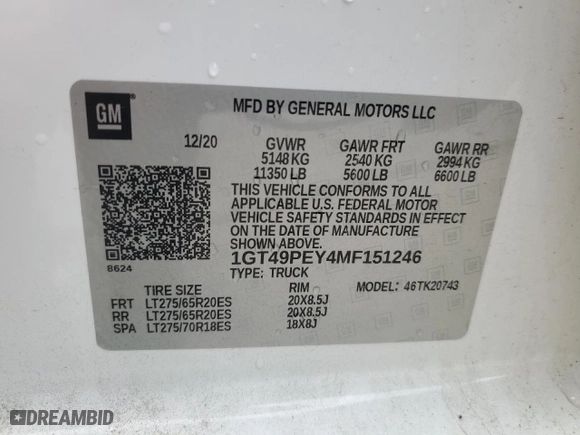 GM
MFD BY GENERAL MOTORS LLC
12/20 GVWR GAWR FRT GAWR RR
5148 KG 2540 KG 2994 KG
11350 LB 5600 LB 6600 LB
THIS VEHICLE CONFORMS TO ALL
APPLICABLE U.S. FEDERAL MOTOR
VEHICLE SAFETY STANDARDS IN EFFECT
ON THE DATE OF MANUFACTURE
SHOWN ABOVE.
8624
1GT49PEY4MF151246
TYPE: TRUCK
TIRE SIZE RIM MODEL: 46TK20743
FRT LT275/65R20ES 20X8.5J
RR LT275/65R20ES 20X8.5J
SPA LT275/70R18ES 18X8J
DREAMBID